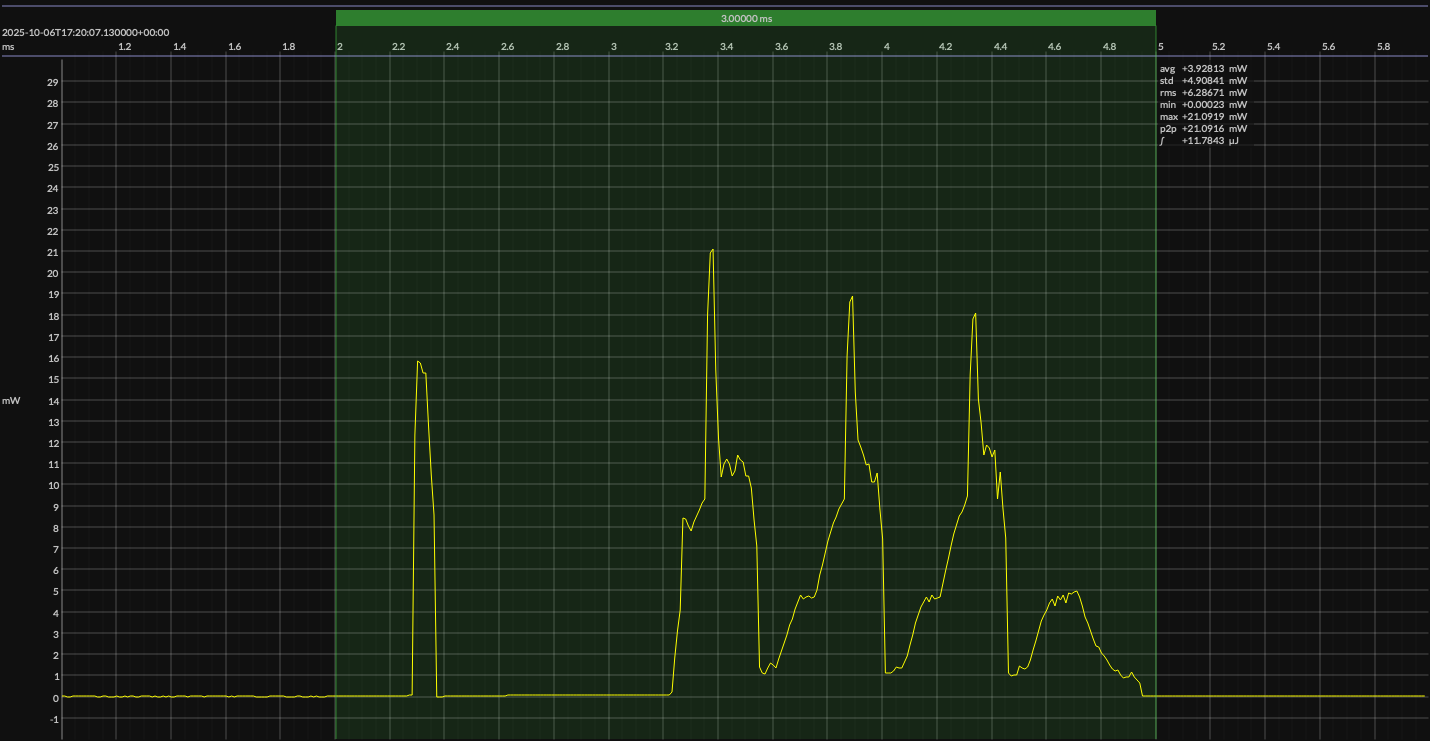 3.00000 ms
2025-10-06T17:20:07.130000+00:00
ms 1.2 1.4 1.6 1.8 2 2.2 2.4 2.6 2.8 3 3.2 3.4 3.6 3.8 4 4.2 4.4 4.6 4.8 5 5.2 5.4 5.6 5.8
avg +3.92813 mW
std +4.90841 mW
rms +6.28671 mW
min +0.00023 mW
max +21.0919 mW
p2p +21.0916 mW
∫ +11.7843 µJ
29
28
27
26
25
24
23
22
21
20
19
18
17
16
15
mW 14
13
12
11
10
9
8
7
6
5
4
3
2
1
0
-1